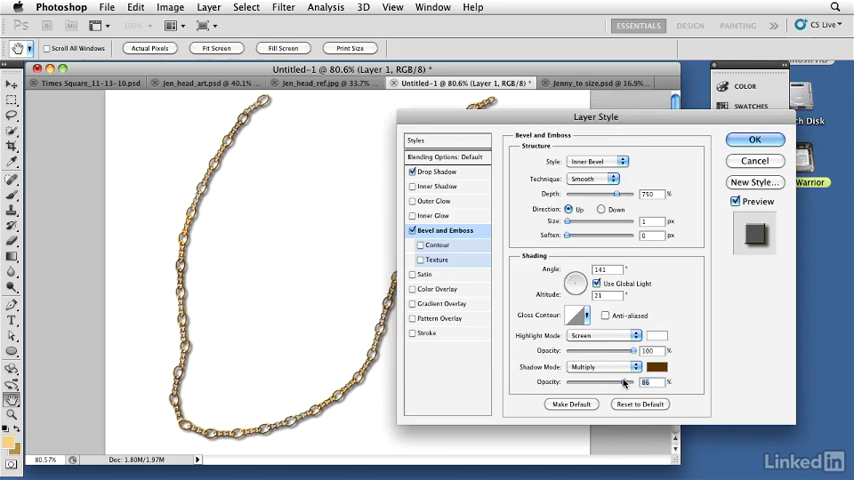 Photoshop File Edit Image Layer Select Filter Analysis 3D View Window Help
Ps 100% ESSENTIALS DESIGN PAINTING CS Live
Scroll All Windows Actual Pixels Fit Screen Fill Screen Print Size
Untitled-1 @ 80.6% (Layer 1, RGB/8) *
Times Square_11-13-10.psd Jen_head_art.psd @ 40.1% Jen_head_ref.jpg @ 33.7% Untitled-1 @ 80.6% (Layer 1, RGB/8) * Jenny_to size.psd @ 76.9%
COLOR
SWATCHES
ch Disk
Warrior
Layer Style
Styles
Blending Options: Default
Drop Shadow
Inner Shadow
Outer Glow
Inner Glow
Bevel and Emboss
Contour
Texture
Satin
Color Overlay
Gradient Overlay
Pattern Overlay
Stroke
Bevel and Emboss
Structure
Style: Inner Bevel
Technique: Smooth
Depth: 750 %
Direction: Up Down
Size: 1 px
Soften: 0 px
Shading
Angle: 141 °
Use Global Light
Altitude: 21 °
Gloss Contour: Anti-aliased
Highlight Mode: Screen
Opacity: 100 %
Shadow Mode: Multiply
Opacity: 86 %
Make Default Reset to Default
OK
Cancel
New Style...
Preview
80.57% Doc: 1.80M/1.97M
LinkedIn